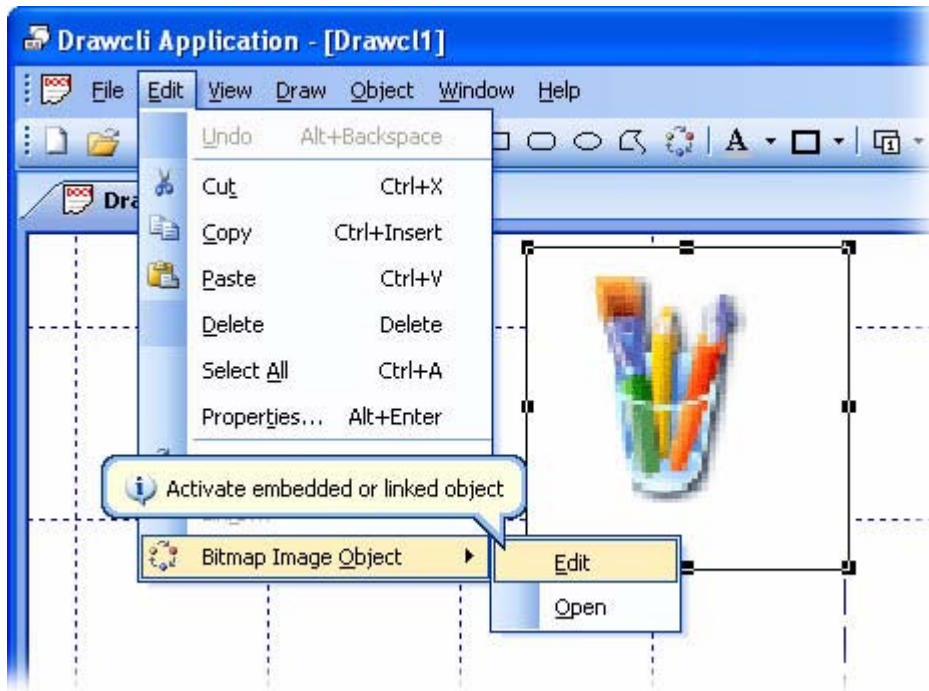 Drawcli Application - [Drawcl1]
File Edit View Draw Object Window Help
Undo Alt+Backspace
A
1
Cut Ctrl+X
Copy Ctrl+Insert
Paste Ctrl+V
Delete Delete
Select All Ctrl+A
Properties... Alt+Enter
Activate embedded or linked object
Bitmap Image Object
Edit
Open